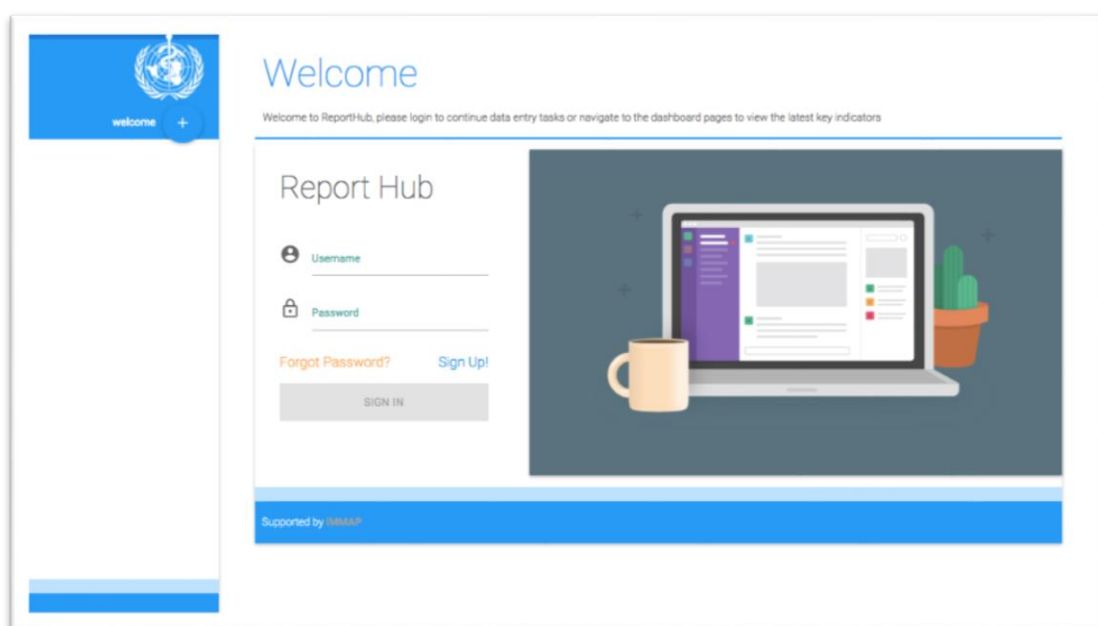 welcome +
Welcome
Welcome to ReportHub, please login to continue data entry tasks or navigate to the dashboard pages to view the latest key indicators
Report Hub
Username
Password
Forgot Password? Sign Up!
SIGN IN
Supported by iMMAP